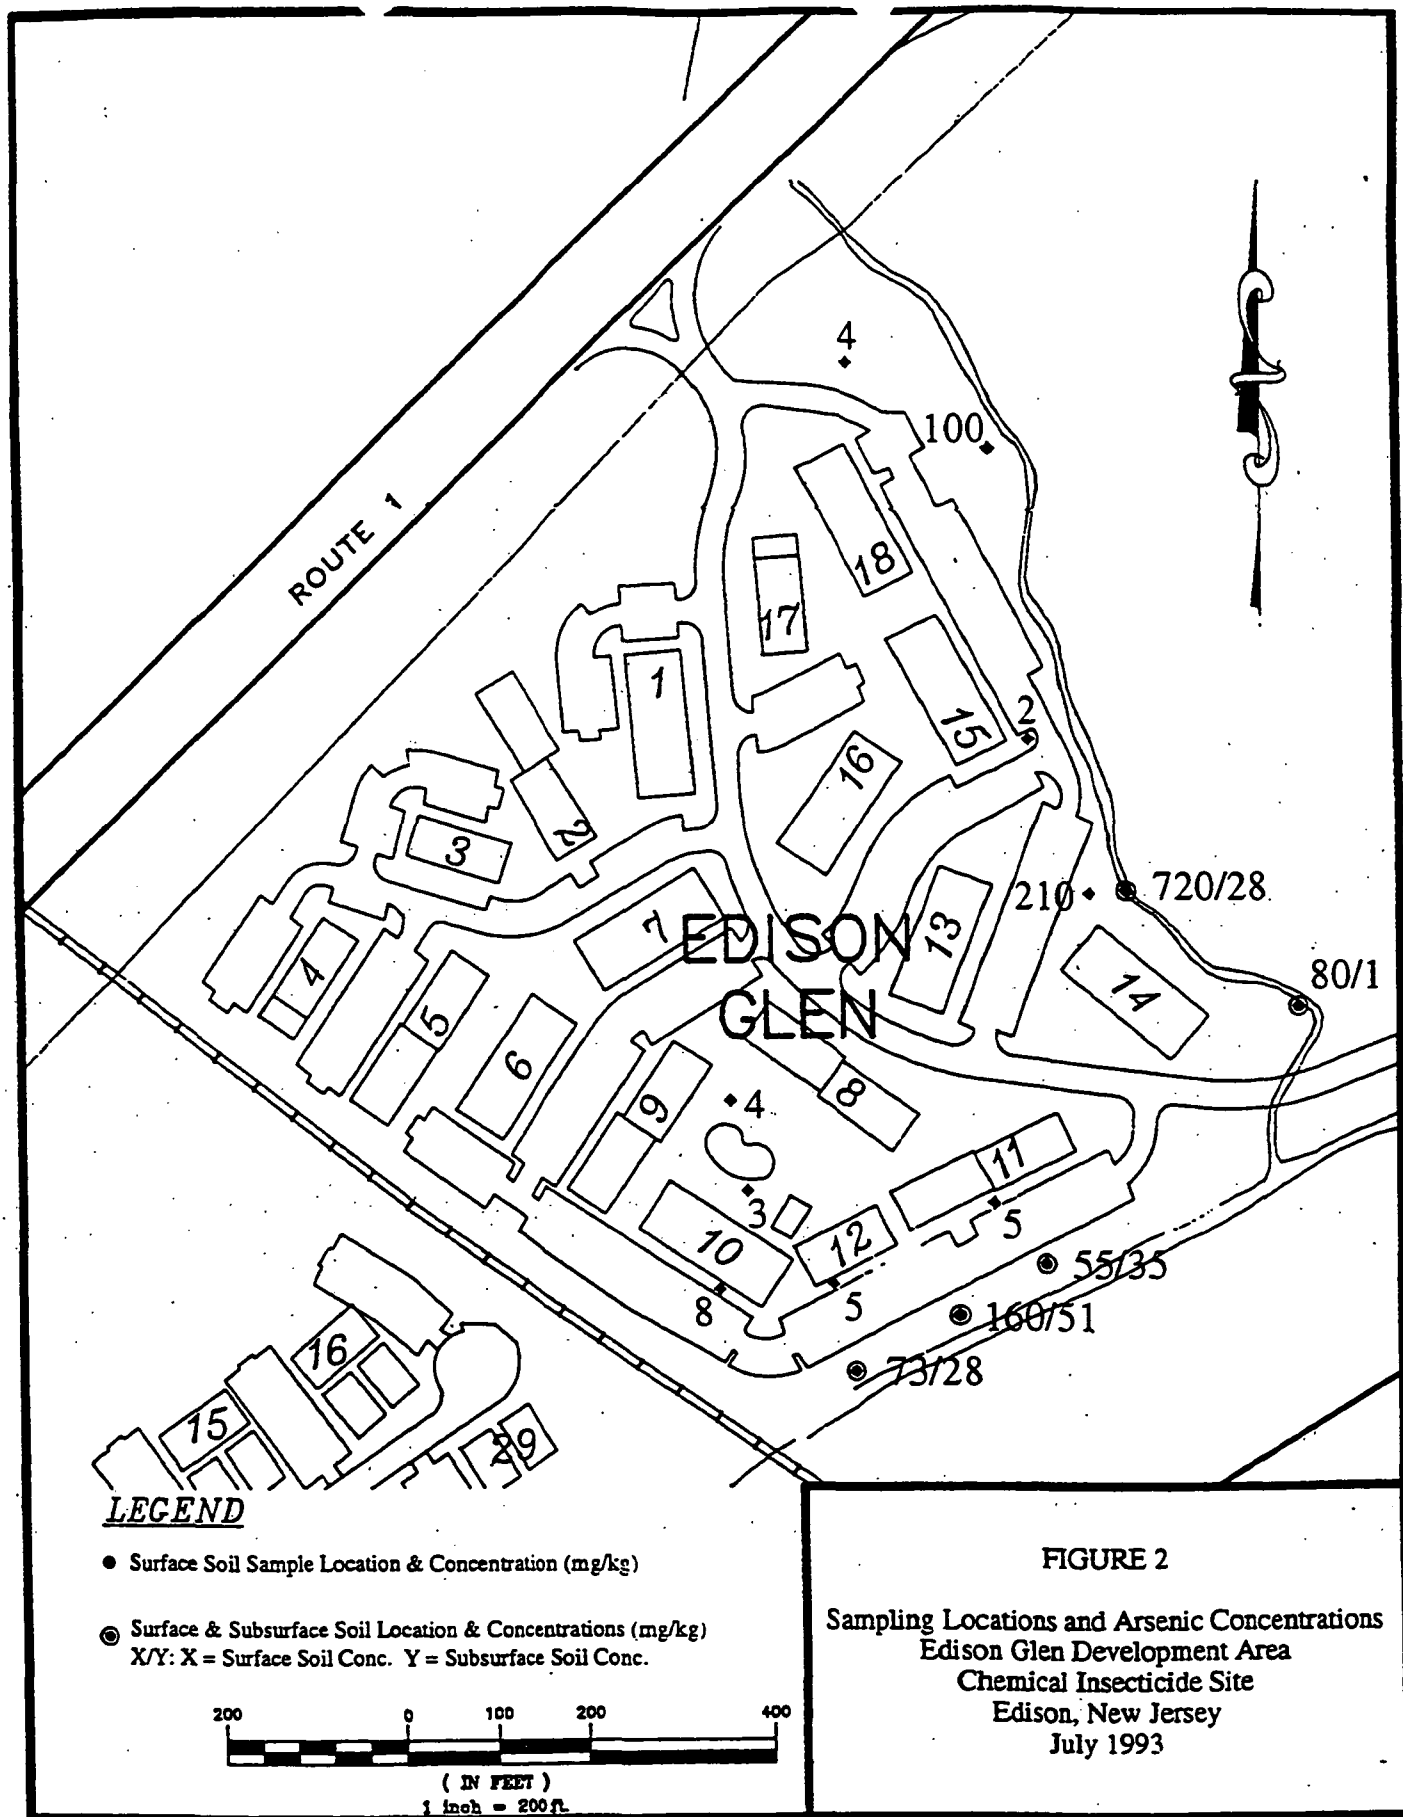 4
100
ROUTE 1
18
17
1
2
15
16
2
3
210
720/28
7
EDISON
13
4
14
80/1
5
GLEN
6
8
9
4
11
3
5
10
12
55/35
8
5
160/51
16
73/28
15
29
LEGEND
Surface Soil Sample Location & Concentration (mg/kg)
Surface & Subsurface Soil Location & Concentrations (mg/kg)
X/Y: X = Surface Soil Conc. Y = Subsurface Soil Conc.
200 0 100 200 400
( IN FEET )
1 inch = 200 ft.
FIGURE 2
Sampling Locations and Arsenic Concentrations
Edison Glen Development Area
Chemical Insecticide Site
Edison, New Jersey
July 1993